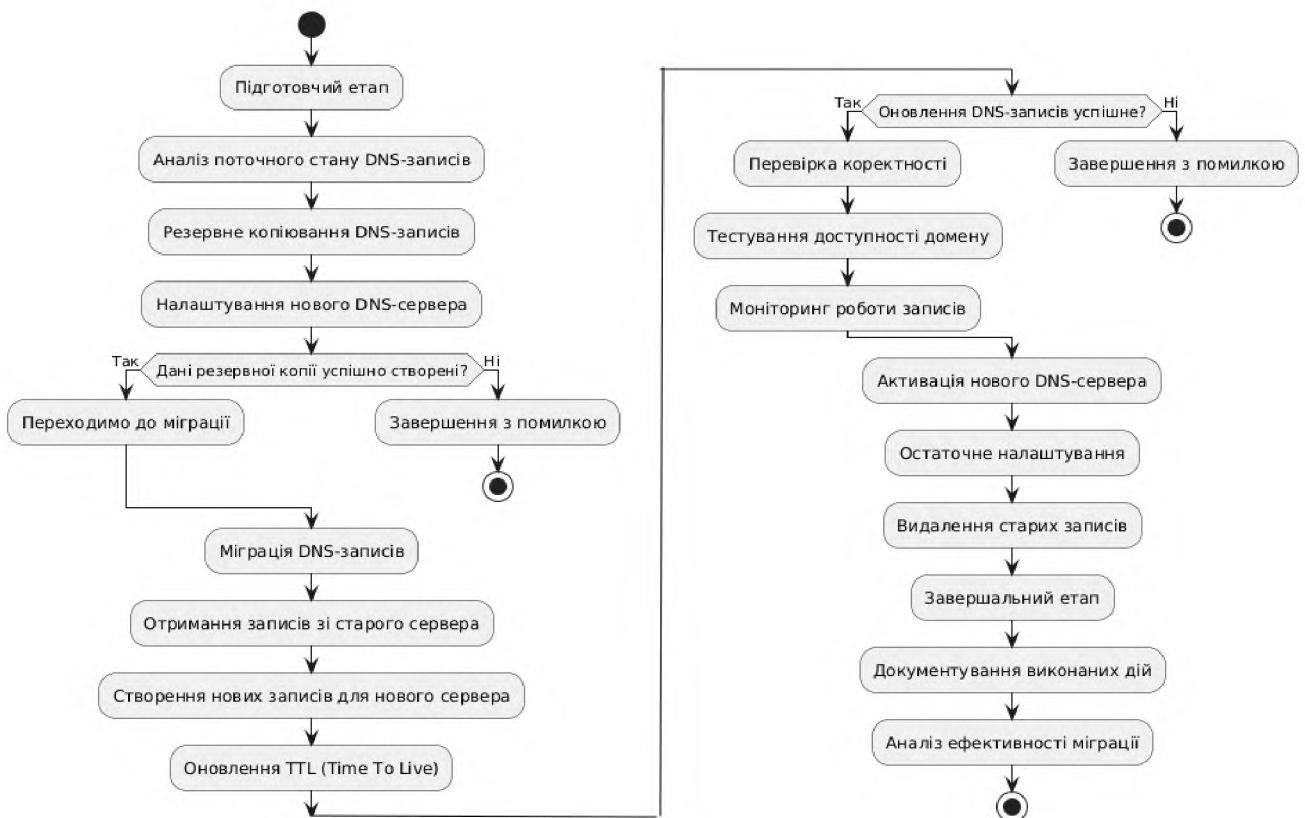 Підготовчий етап
Аналіз поточного стану DNS-записів
Резервне копіювання DNS-записів
Налаштування нового DNS-сервера
Так
Дані резервної копії успішно створені?
Ні
Переходимо до міграції
Завершення з помилкою
Міграція DNS-записів
Отримання записів зі старого сервера
Створення нових записів для нового сервера
Оновлення TTL (Time To Live)
Так
Оновлення DNS-записів успішне?
Ні
Перевірка коректності
Завершення з помилкою
Тестування доступності домену
Моніторинг роботи записів
Активація нового DNS-сервера
Остаточне налаштування
Видалення старих записів
Завершальний етап
Документування виконаних дій
Аналіз ефективності міграції